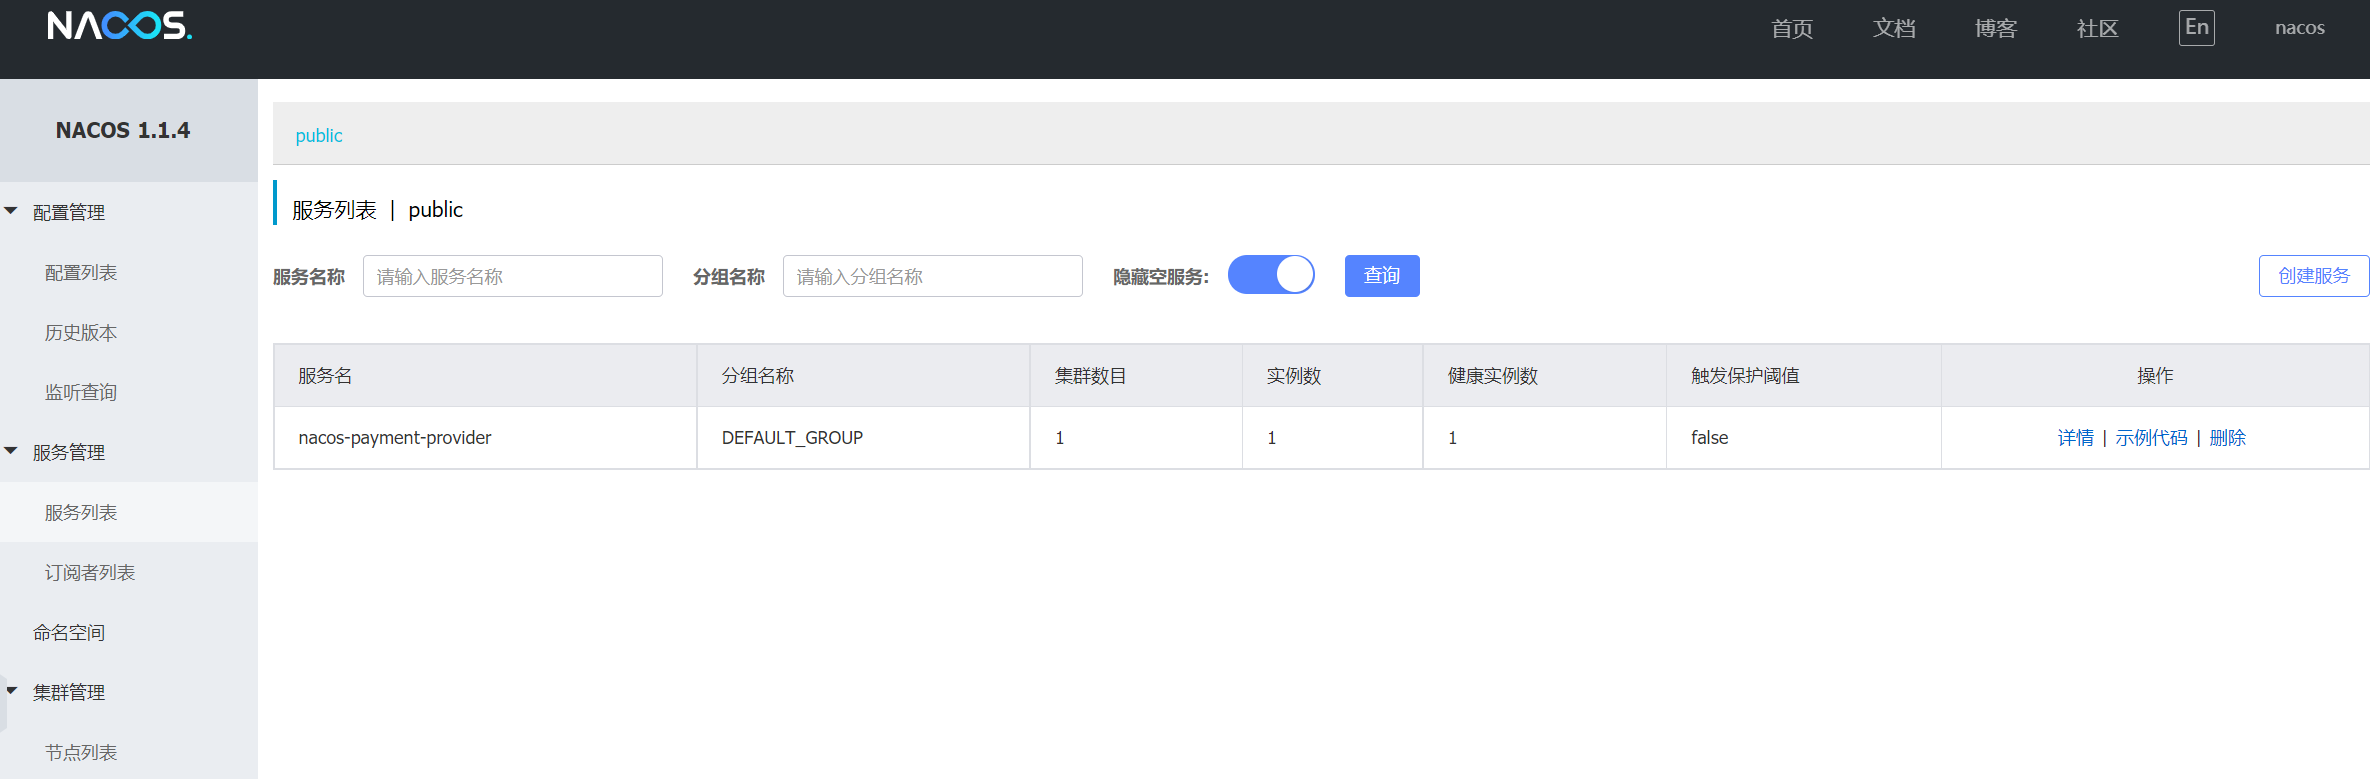 NACOS.
首页 文档 博客 社区 En nacos
NACOS 1.1.4
配置管理
配置列表
历史版本
监听查询
服务管理
服务列表
订阅者列表
命名空间
集群管理
节点列表
public
服务列表 | public
服务名称 请输入服务名称 分组名称 请输入分组名称 隐藏空服务: 查询 创建服务
服务名 分组名称 集群数目 实例数 健康实例数 触发保护阈值 操作
nacos-payment-provider DEFAULT_GROUP 1 1 1 false 详情 | 示例代码 | 删除